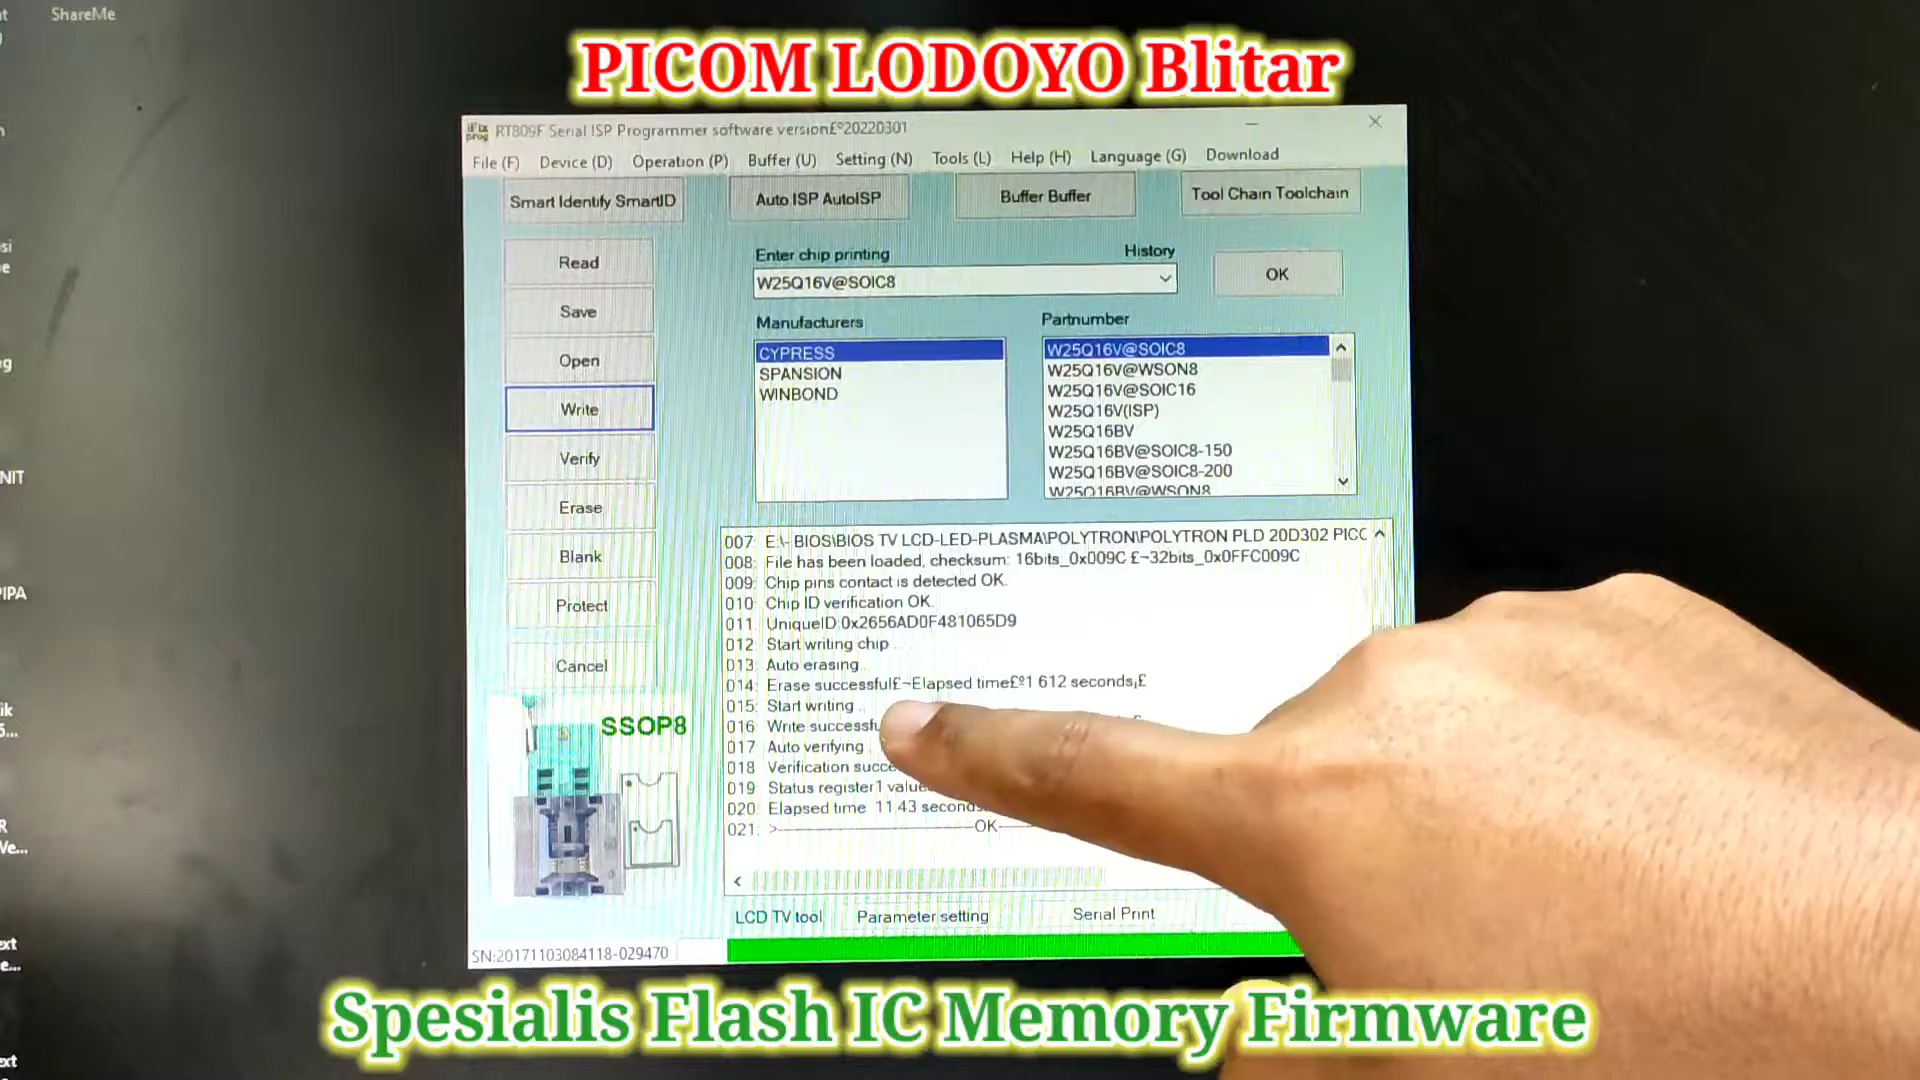 ShareMe
PICOM LODOYO Blitar
RT809F Serial ISP Programmer software version£º20220301
File (F) Device (D) Operation (P) Buffer (U) Setting (N) Tools (L) Help (H) Language (G) Download
Smart Identify SmartID Auto ISP AutoISP Buffer Buffer Tool Chain Toolchain
Read
Save
Open
Write
Verify
Erase
Blank
Protect
Cancel
Enter chip printing History
W25Q16V@SOIC8 OK
Manufacturers
CYPRESS
SPANSION
WINBOND
Partnumber
W25Q16V@SOIC8
W25Q16V@WSON8
W25Q16V@SOIC16
W25Q16V(ISP)
W25Q16BV
W25Q16BV@SOIC8-150
W25Q16BV@SOIC8-200
W25Q16BV@WSON8
007: E:\- BIOS\BIOS TV LCD-LED-PLASMA\POLYTRON\POLYTRON PLD 20D302 PICO
008: File has been loaded, checksum: 16bits_0x009C £¬32bits_0x0FFC009C
009: Chip pins contact is detected OK.
010: Chip ID verification OK.
011: UniqueID:0x2656AD0F481065D9
012: Start writing chip ...
013: Auto erasing...
014: Erase successful£¬Elapsed time£º1.612 seconds¡£
015: Start writing...
016: Write successfu
017: Auto verifying
018: Verification succe
019: Status register1 value
020: Elapsed time 11.43 seconds
021: >----------OK----------
SSOP8
LCD TV tool Parameter setting Serial Print
SN:20171103084118-029470
Spesialis Flash IC Memory Firmware